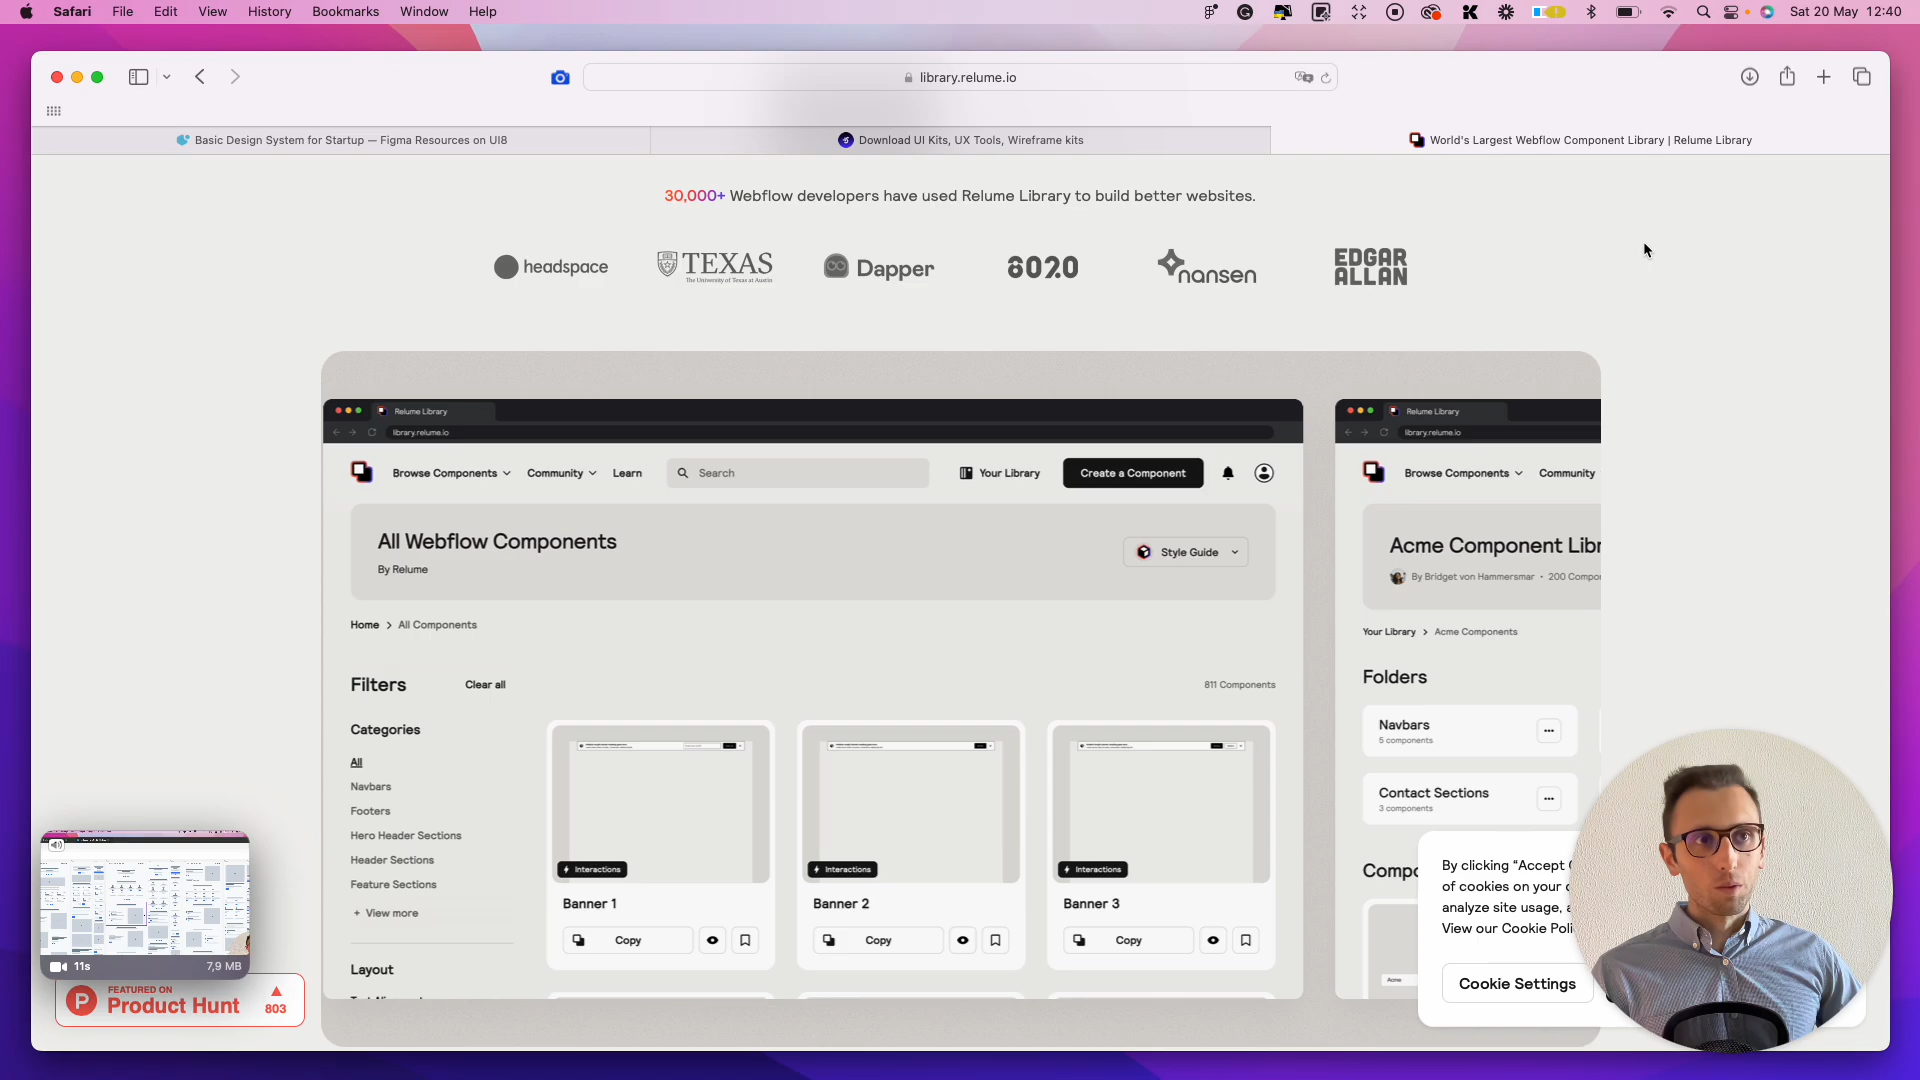 Safari File Edit View History Bookmarks Window Help
Sat 20 May 12:40
library.relume.io
Basic Design System for Startup — Figma Resources on UI8
Download UI Kits, UX Tools, Wireframe kits
World's Largest Webflow Component Library | Relume Library
30,000+ Webflow developers have used Relume Library to build better websites.
headspace
TEXAS
The University of Texas at Austin
Dapper
8020
nansen
EDGAR
ALLAN
Relume Library
library.relume.io
Browse Components Community Learn Search Your Library Create a Component
All Webflow Components
By Relume
Style Guide
Home > All Components
Filters Clear all
811 Components
Categories
All
Navbars
Footers
Hero Header Sections
Header Sections
Feature Sections
+ View more
Layout
Interactions
Banner 1
Copy
Interactions
Banner 2
Copy
Interactions
Banner 3
Copy
Relume Library
library.relume.io
Browse Components Community
Acme Component Libr
By Bridget von Hammersmar • 200 Compo
Your Library > Acme Components
Folders
Navbars
5 components
Contact Sections
3 components
Compo
Acme
By clicking “Accept
of cookies on your
analyze site usage,
View our Cookie Poli
Cookie Settings
11s 7,9 MB
FEATURED ON
Product Hunt
803